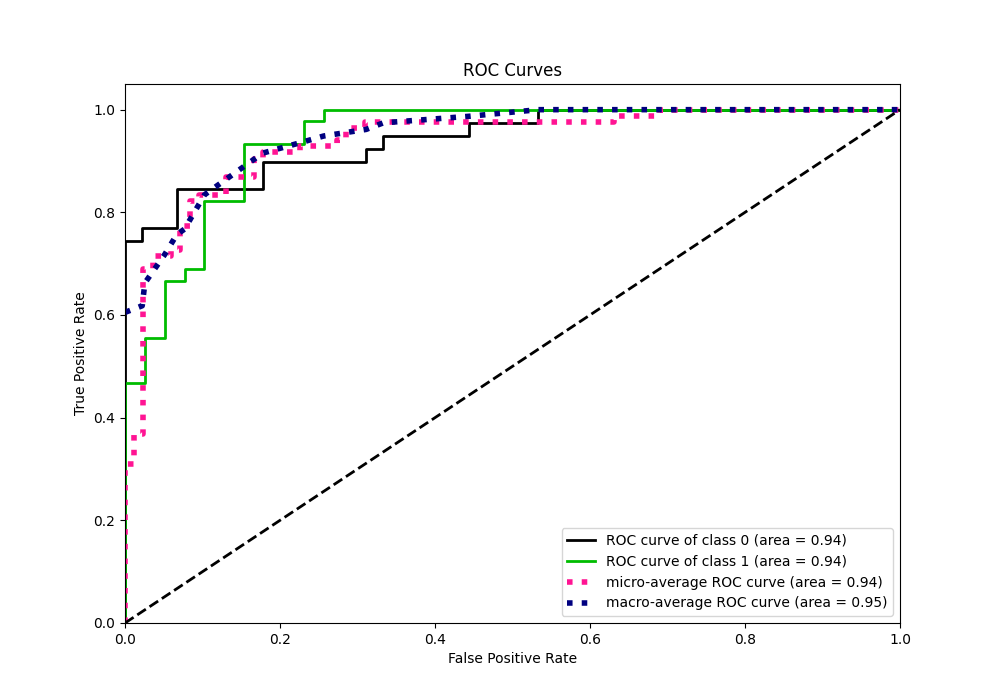 ROC Curves
True Positive Rate
1.0
0.8
0.6
0.4
0.2
0.0
0.0 0.2 0.4 0.6 0.8 1.0
False Positive Rate
ROC curve of class 0 (area = 0.94)
ROC curve of class 1 (area = 0.94)
micro-average ROC curve (area = 0.94)
macro-average ROC curve (area = 0.95)